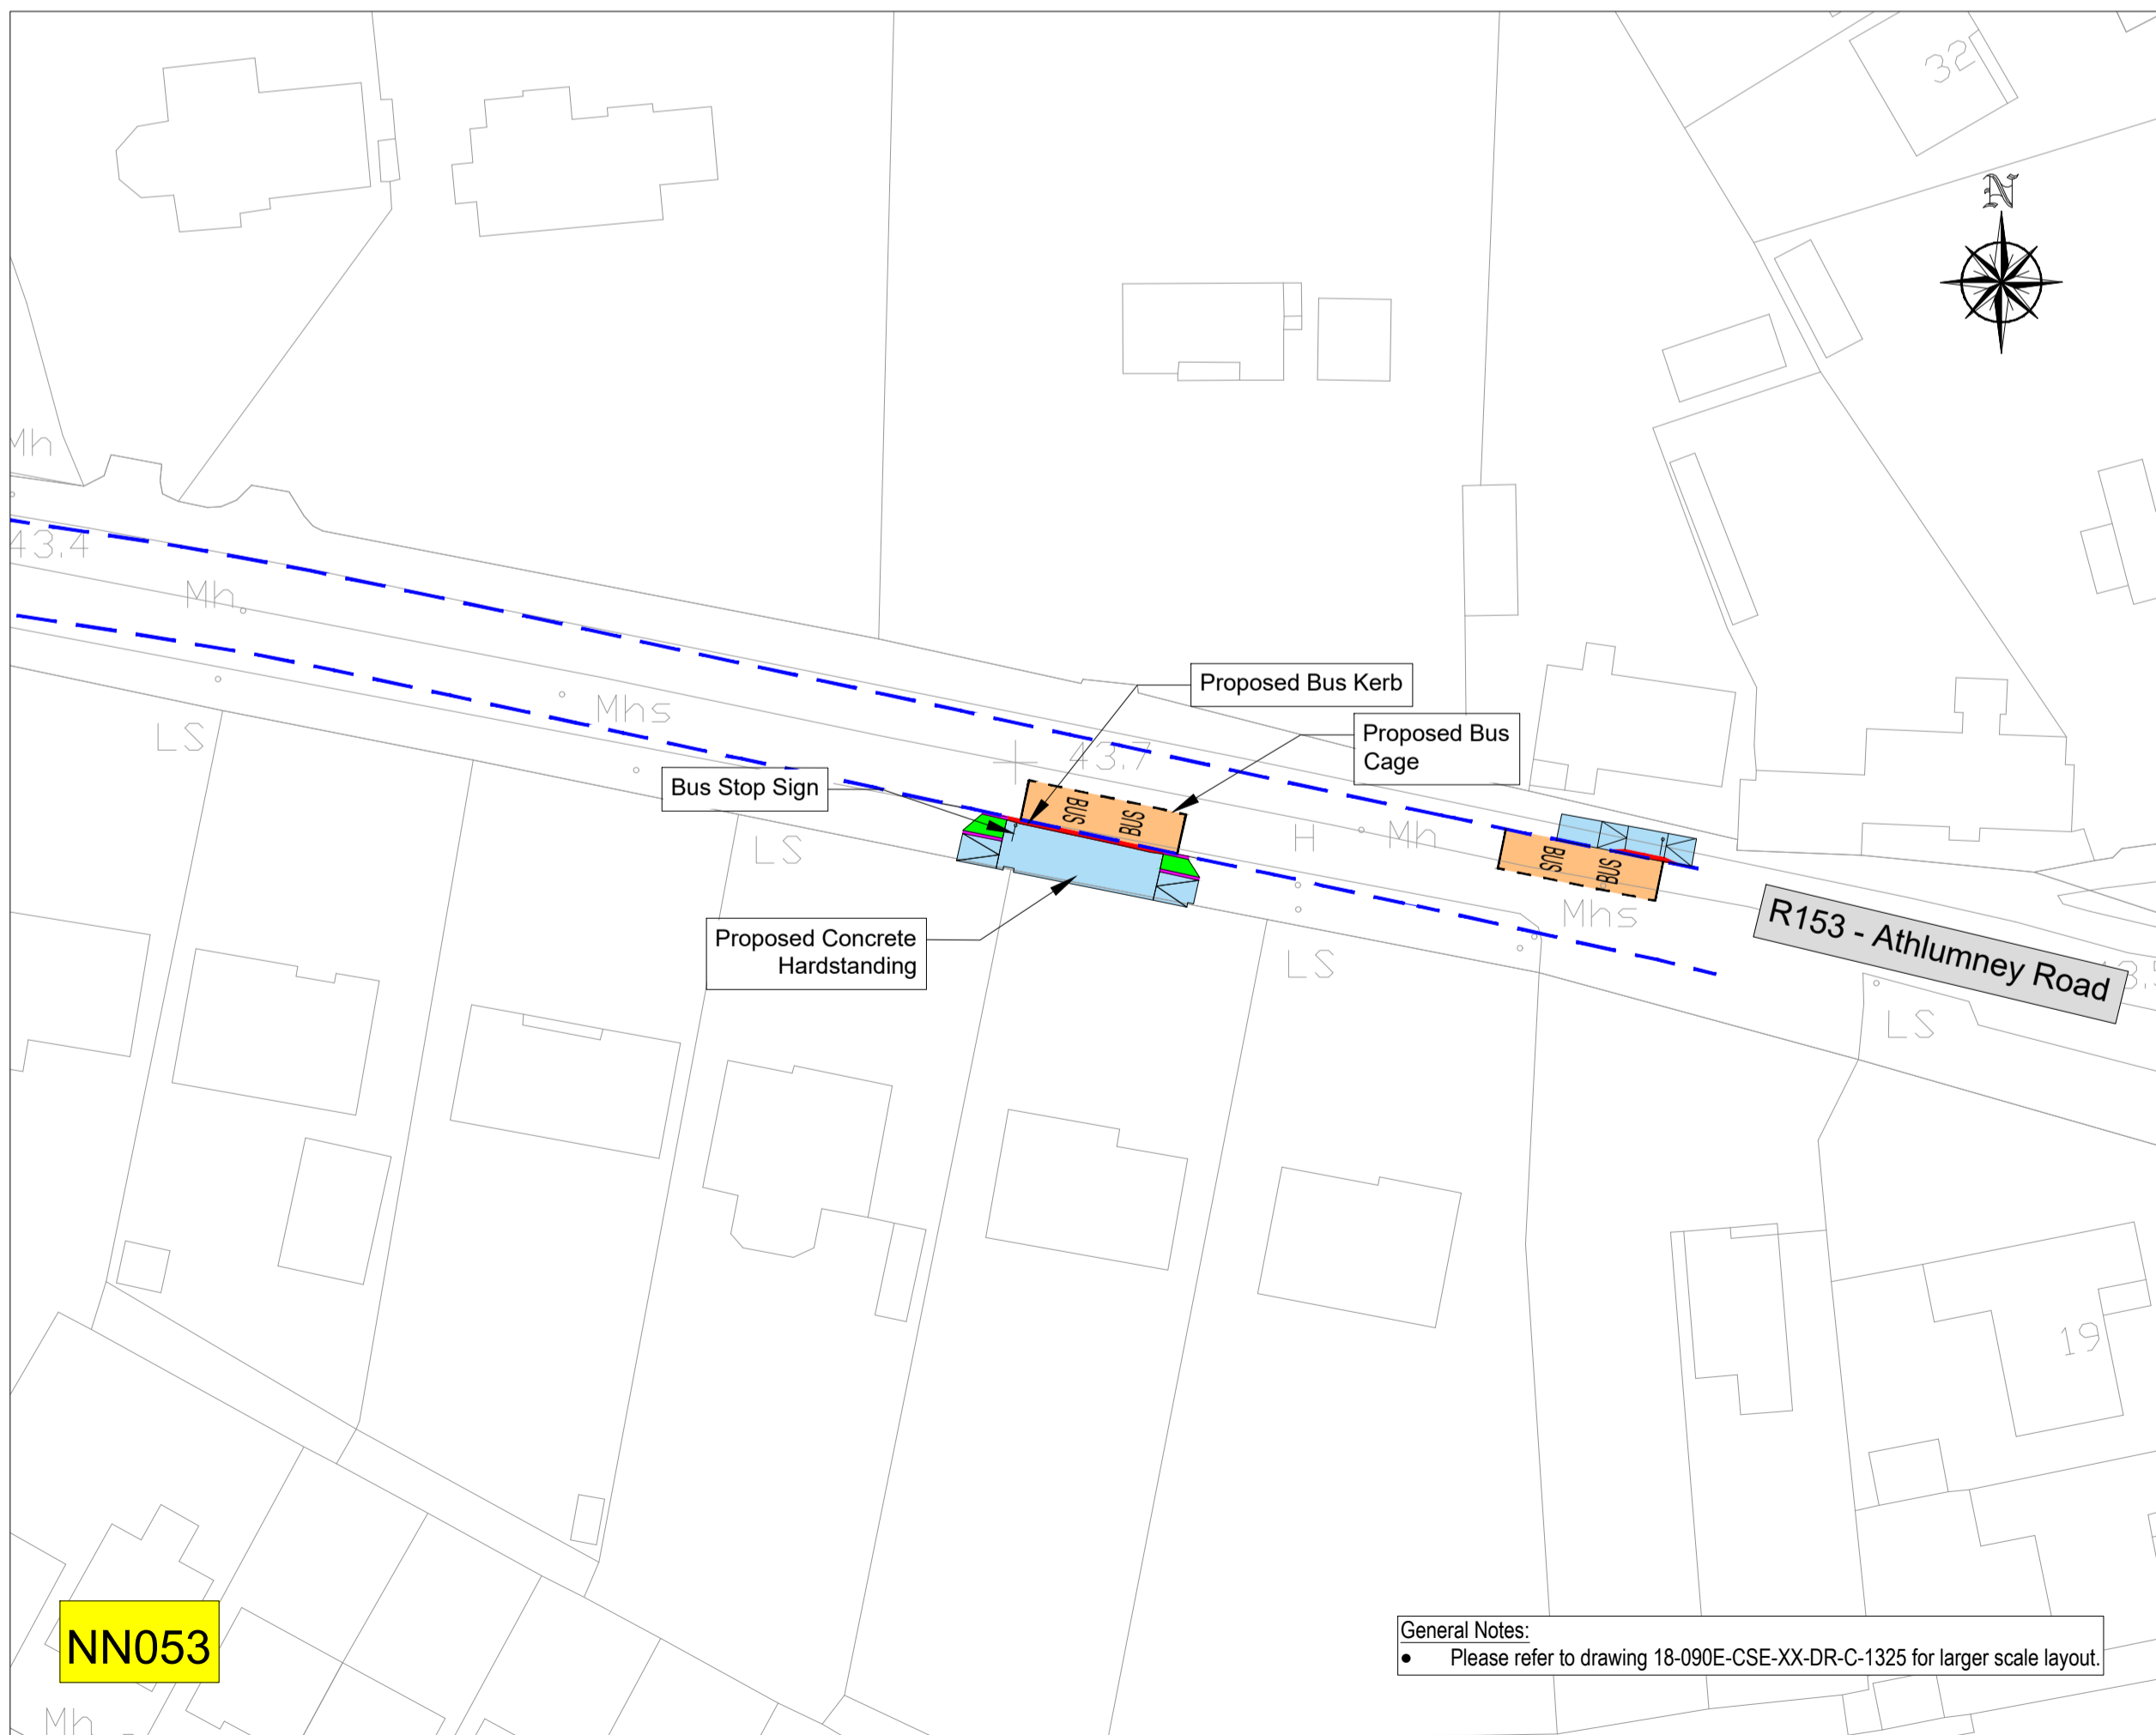 32
N
Mh
43.4
Mh
Mhs
LS
Proposed Bus Kerb
Proposed Bus
Cage
43.7
Bus Stop Sign
BUS
BUS
LS
H
Mh
BUS
BUS
Mhs
R153 - Athlumney Road
Proposed Concrete
Hardstanding
LS
LS
19
NN053
General Notes:
● Please refer to drawing 18-090E-CSE-XX-DR-C-1325 for larger scale layout.
Mh